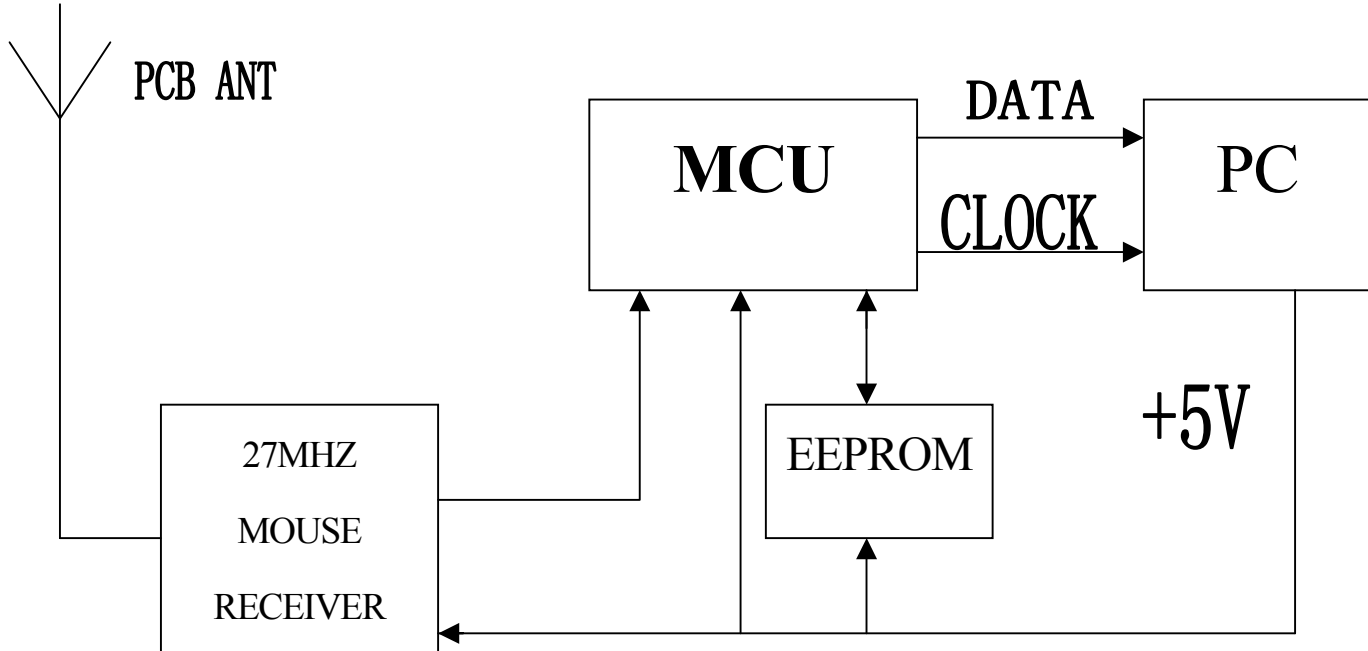 PCB ANT
MCU
DATA
CLOCK
PC
+5V
EEPROM
27MHZ
MOUSE
RECEIVER